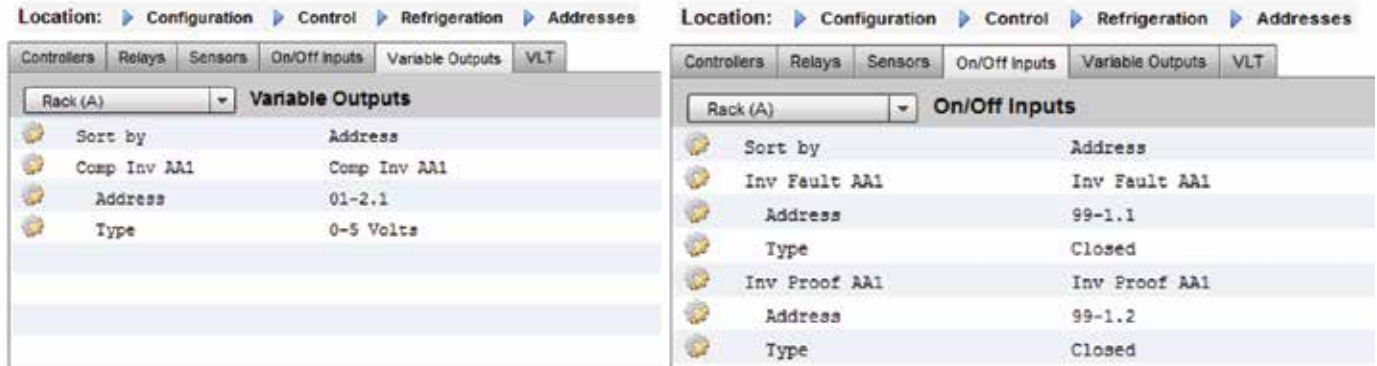 Location: Configuration Control Refrigeration Addresses
Controllers Relays Sensors On/Off Inputs Variable Outputs VLT
Rack (A) Variable Outputs
Sort by Address
Comp Inv AA1 Comp Inv AA1
Address 01-2.1
Type 0-5 Volts
Location: Configuration Control Refrigeration Addresses
Controllers Relays Sensors On/Off Inputs Variable Outputs VLT
Rack (A) On/Off Inputs
Sort by Address
Inv Fault AA1 Inv Fault AA1
Address 99-1.1
Type Closed
Inv Proof AA1 Inv Proof AA1
Address 99-1.2
Type Closed